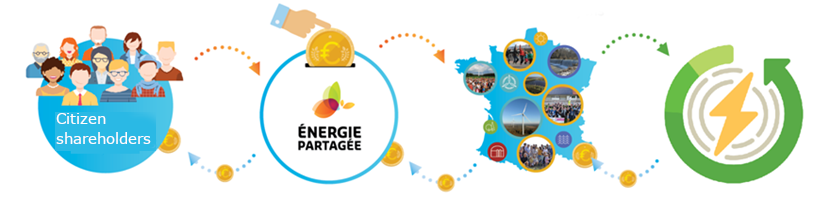 Citizen
shareholders
ÉNERGIE
PARTAGÉE